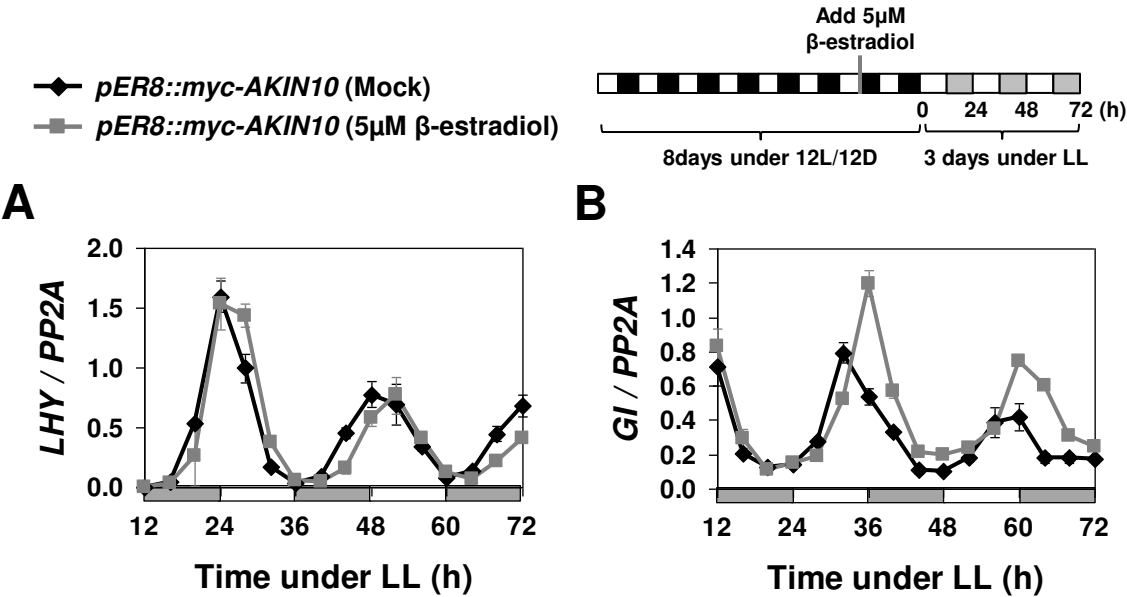 Add 5µM
β-estradiol
pER8::myc-AKIN10 (Mock)
pER8::myc-AKIN10 (5µM β-estradiol)
0 24 48 72 (h)
8days under 12L/12D 3 days under LL
A
LHY / PP2A
2.0
1.5
1.0
0.5
0.0
12 24 36 48 60 72
Time under LL (h)
B
GI / PP2A
1.4
1.2
1.0
0.8
0.6
0.4
0.2
0.0
12 24 36 48 60 72
Time under LL (h)